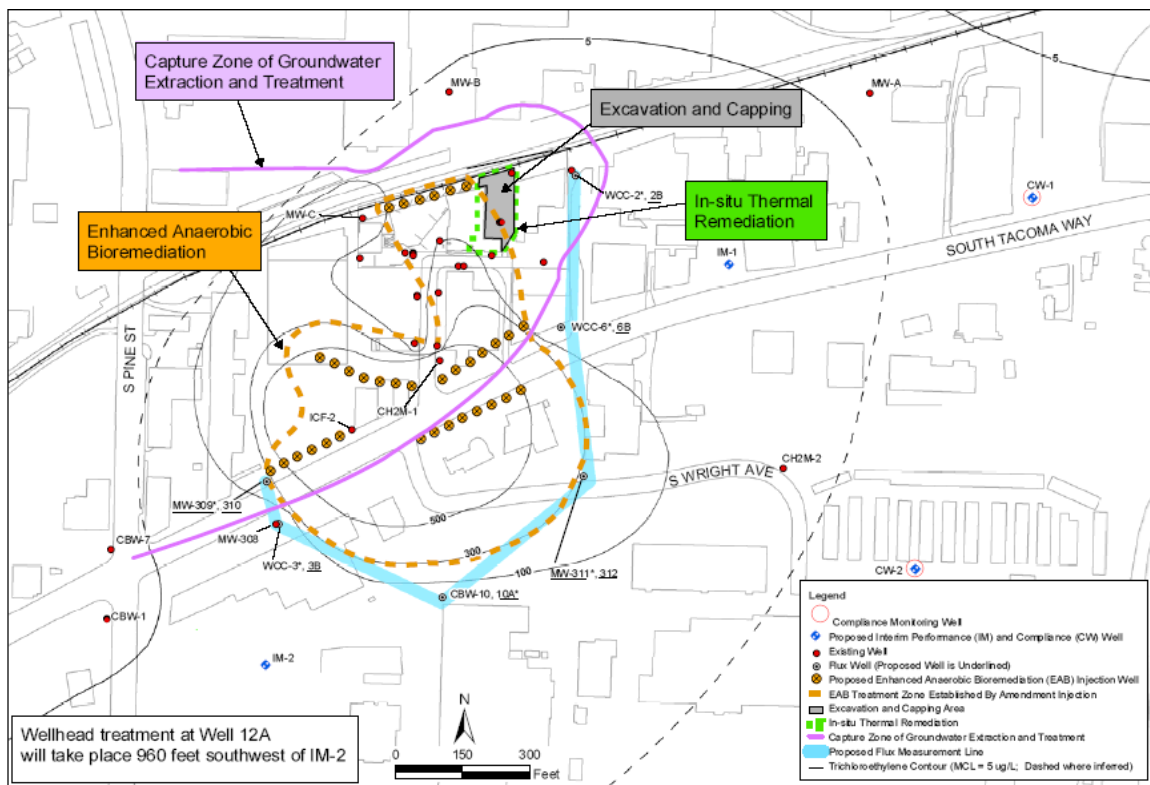 Capture Zone of Groundwater
Extraction and Treatment
5
5
MW-B
MW-A
Excavation and Capping
WCC-2*, 2B
CW-1
In-situ Thermal
Remediation
MW-C
Enhanced Anaerobic
Bioremediation
IM-1
SOUTH TACOMA WAY
WCC-6*, 6B
S PINE ST
CH2M-1
ICF-2
CH2M-2
S WRIGHT AVE
MW-309*, 310
500
MW-308
CBW-7
300
WCC-3*, 3B
100
MW-311*, 312
CW-2
CBW-10, 10A*
CBW-1
IM-2
N
0 150 300
Feet
Wellhead treatment at Well 12A
will take place 960 feet southwest of IM-2
Legend
Compliance Monitoring Well
Proposed Interim Performance (IM) and Compliance (CW) Well
Existing Well
Flux Well (Proposed Well is Underlined)
Proposed Enhanced Anaerobic Bioremediation (EAB) Injection Well
EAB Treatment Zone Established By Amendment Injection
Excavation and Capping Area
In-situ Thermal Remediation
Capture Zone of Groundwater Extraction and Treatment
Proposed Flux Measurement Line
Trichloroethylene Contour (MCL = 5 ug/L; Dashed where inferred)